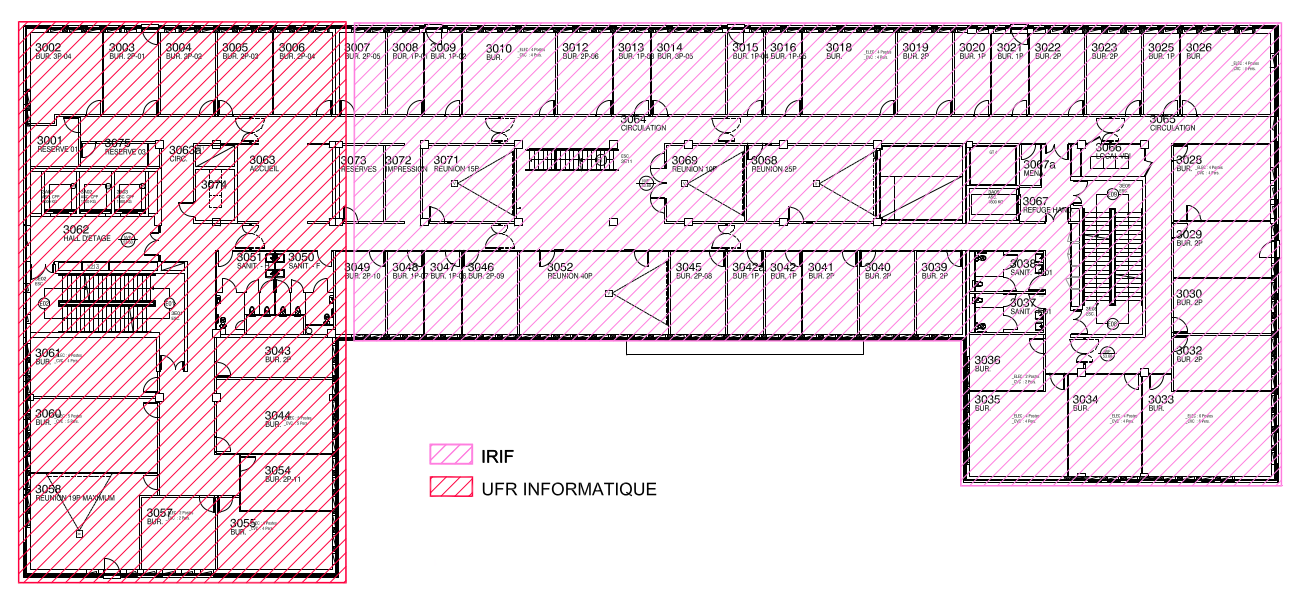 3002
BUR. 3P-04
3003
BUR. 2P-01
3004
BUR. 2P-02
3005
BUR. 2P-03
3006
BUR. 2P-04
3007
BUR. 2P-05
3008
BUR. 1P-01
3009
BUR. 1P-02
3010
BUR.
3012
BUR. 2P-06
3013
BUR. 1P-03
3014
BUR. 3P-05
3015
BUR. 1P-04
3016
BUR. 1P-05
3018
BUR.
3019
BUR. 2P
3020
BUR. 1P
3021
BUR. 1P
3022
BUR. 2P
3023
BUR. 2P
3025
BUR. 1P
3026
BUR.
3001
RESERVE 01
3075
RESERVE 03
3063a
CIRC.
3063
ACCUEIL
3073
RESERVES
3072
IMPRESSION
3071
REUNION 15P
3064
CIRCULATION
3069
REUNION 10P
3068
REUNION 25P
3065
CIRCULATION
3066
LOCAL VDI
3067a
MENA.
3067
REFUGE HAN
3028
BUR.
3074
3062
HALL D'ETAGE
3051
SANIT.
3050
SANIT.
3049
BUR. 2P-10
3048
BUR. 1P-07
3047
BUR. 1P-06
3046
BUR. 2P-09
3052
REUNION 40P
3045
BUR. 2P-08
3042a
BUR. 1P
3042
BUR. 1P
3041
BUR. 2P
3040
BUR. 2P
3039
BUR. 2P
3038
SANIT.
3037
SANIT.
3029
BUR. 2P
3030
BUR. 2P
3032
BUR. 2P
3036
BUR.
3035
BUR.
3034
BUR.
3033
BUR.
3061
BUR.
3043
BUR. 2P
3060
BUR.
3044
BUR.
3058
REUNION 19P MAXIMUM
3054
BUR. 2P-11
3057
BUR.
3055
BUR.
IRIF
UFR INFORMATIQUE